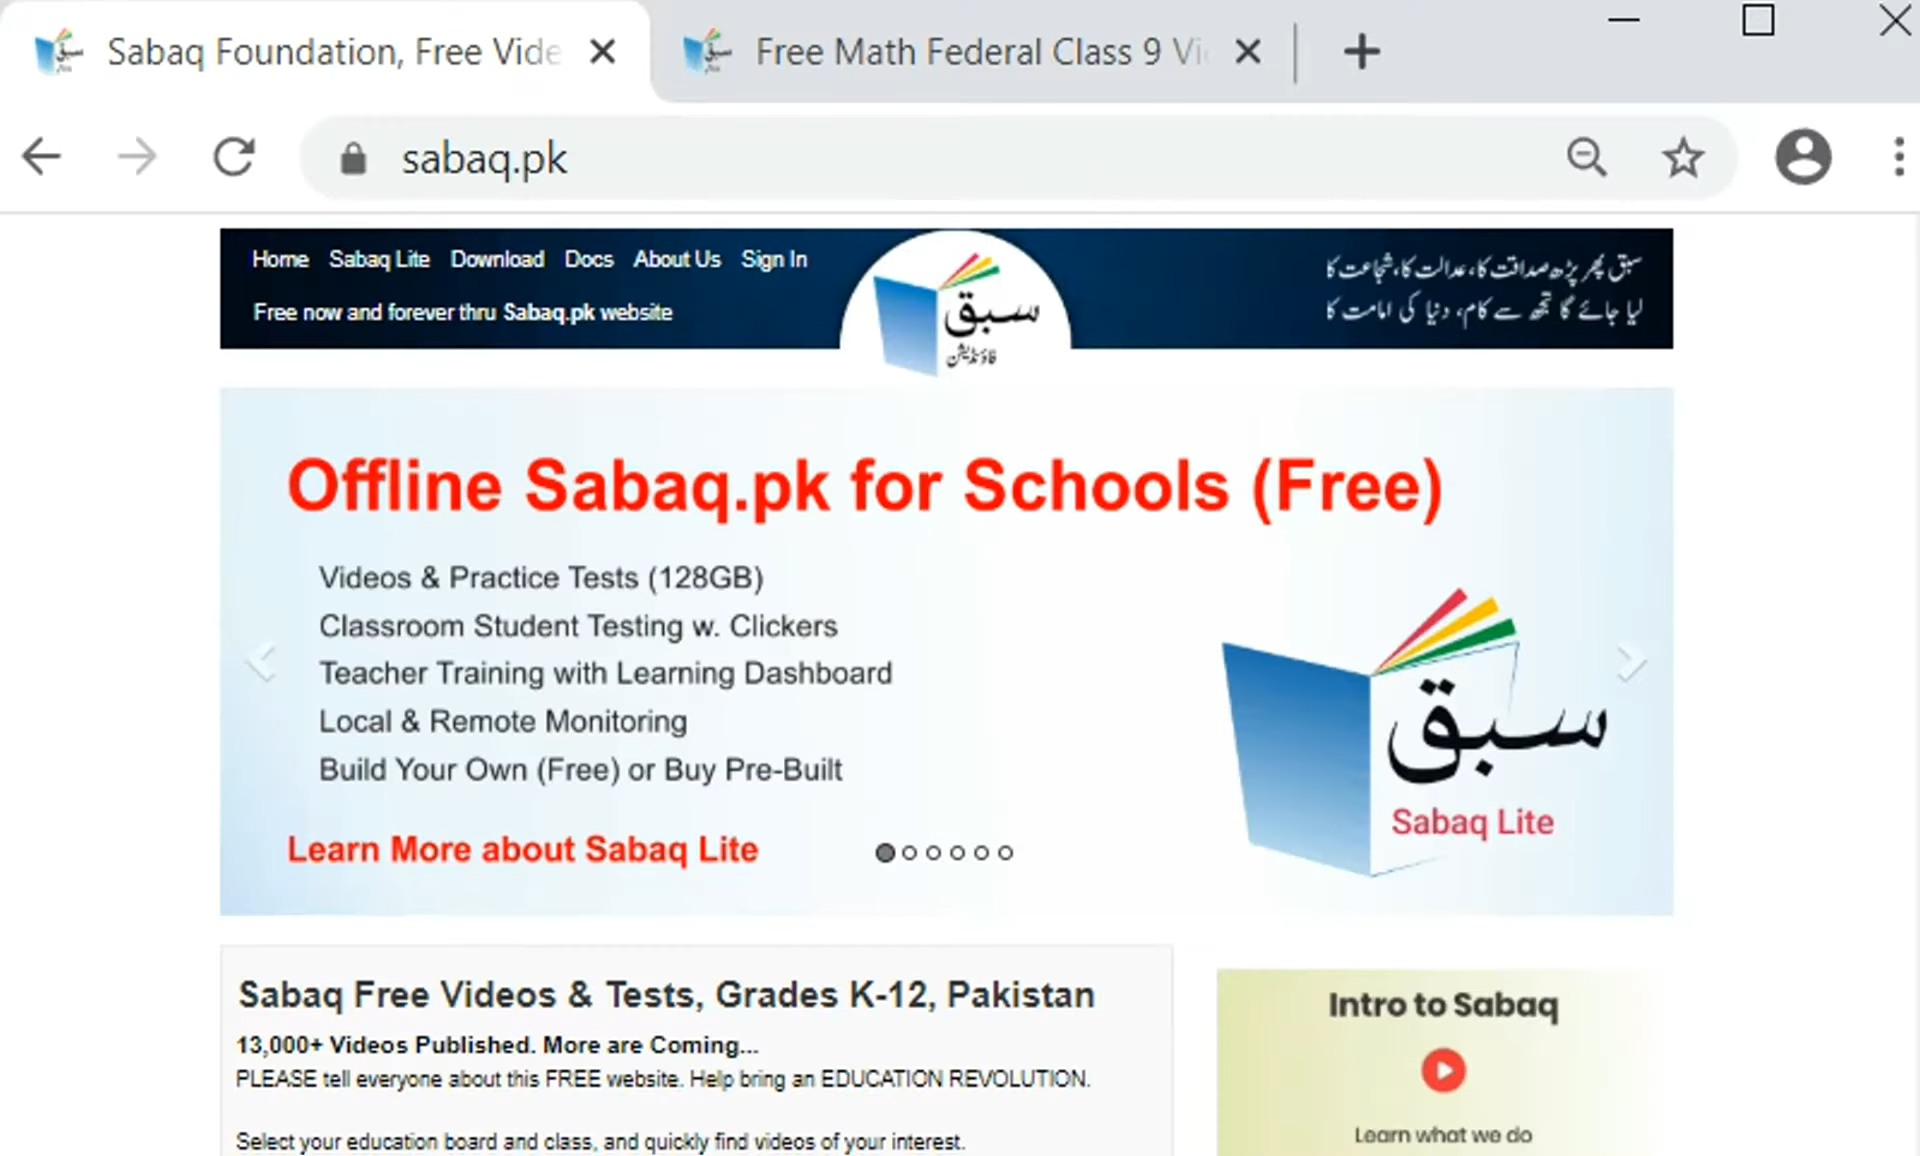 Sabaq Foundation, Free Vide
Free Math Federal Class 9 Vi
sabaq.pk
Home Sabaq Lite Download Docs About Us Sign In
Free now and forever thru Sabaq.pk website
سبق
فاؤنڈیشن
سبق پھر پڑھ صداقت کا، عدالت کا، شجاعت کا
لیا جائے گا تجھ سے کام، دنیا کی امامت کا
Offline Sabaq.pk for Schools (Free)
Videos & Practice Tests (128GB)
Classroom Student Testing w. Clickers
Teacher Training with Learning Dashboard
Local & Remote Monitoring
Build Your Own (Free) or Buy Pre-Built
Learn More about Sabaq Lite
سبق
Sabaq Lite
Sabaq Free Videos & Tests, Grades K-12, Pakistan
13,000+ Videos Published. More are Coming...
PLEASE tell everyone about this FREE website. Help bring an EDUCATION REVOLUTION.
Select your education board and class, and quickly find videos of your interest.
Intro to Sabaq
Learn what we do